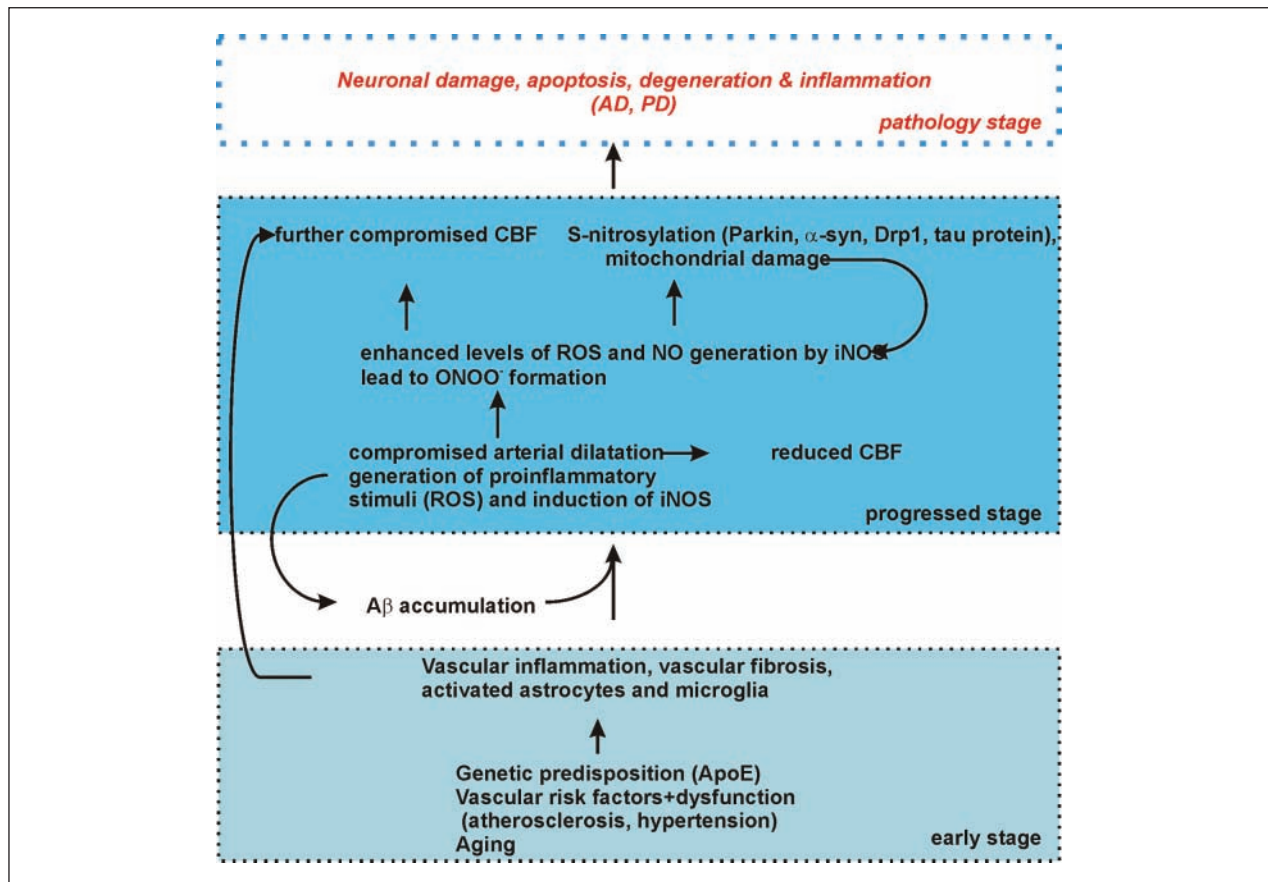 Neuronal damage, apoptosis, degeneration & inflammation
(AD, PD)
pathology stage
further compromised CBF
S-nitrosylation (Parkin, α-syn, Drp1, tau protein),
mitochondrial damage
enhanced levels of ROS and NO generation by iNOS
lead to ONOO⁻ formation
compromised arterial dilatation
reduced CBF
generation of proinflammatory
stimuli (ROS) and induction of iNOS
progressed stage
Aβ accumulation
Vascular inflammation, vascular fibrosis,
activated astrocytes and microglia
Genetic predisposition (ApoE)
Vascular risk factors+dysfunction
(atherosclerosis, hypertension)
Aging
early stage